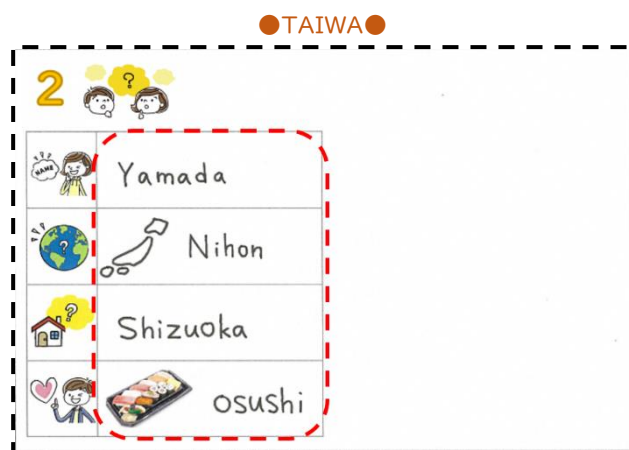 ●TAIWA●
2
?
NAME
Yamada
?
Nihon
?
Shizuoka
osushi